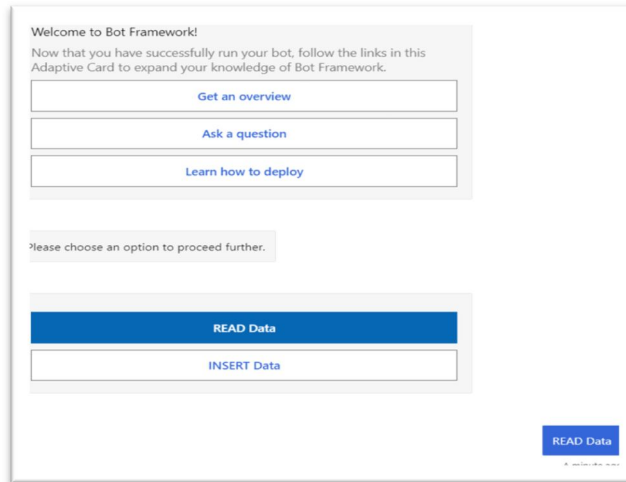 Welcome to Bot Framework!
Now that you have successfully run your bot, follow the links in this
Adaptive Card to expand your knowledge of Bot Framework.
Get an overview
Ask a question
Learn how to deploy
Please choose an option to proceed further.
READ Data
INSERT Data
READ Data